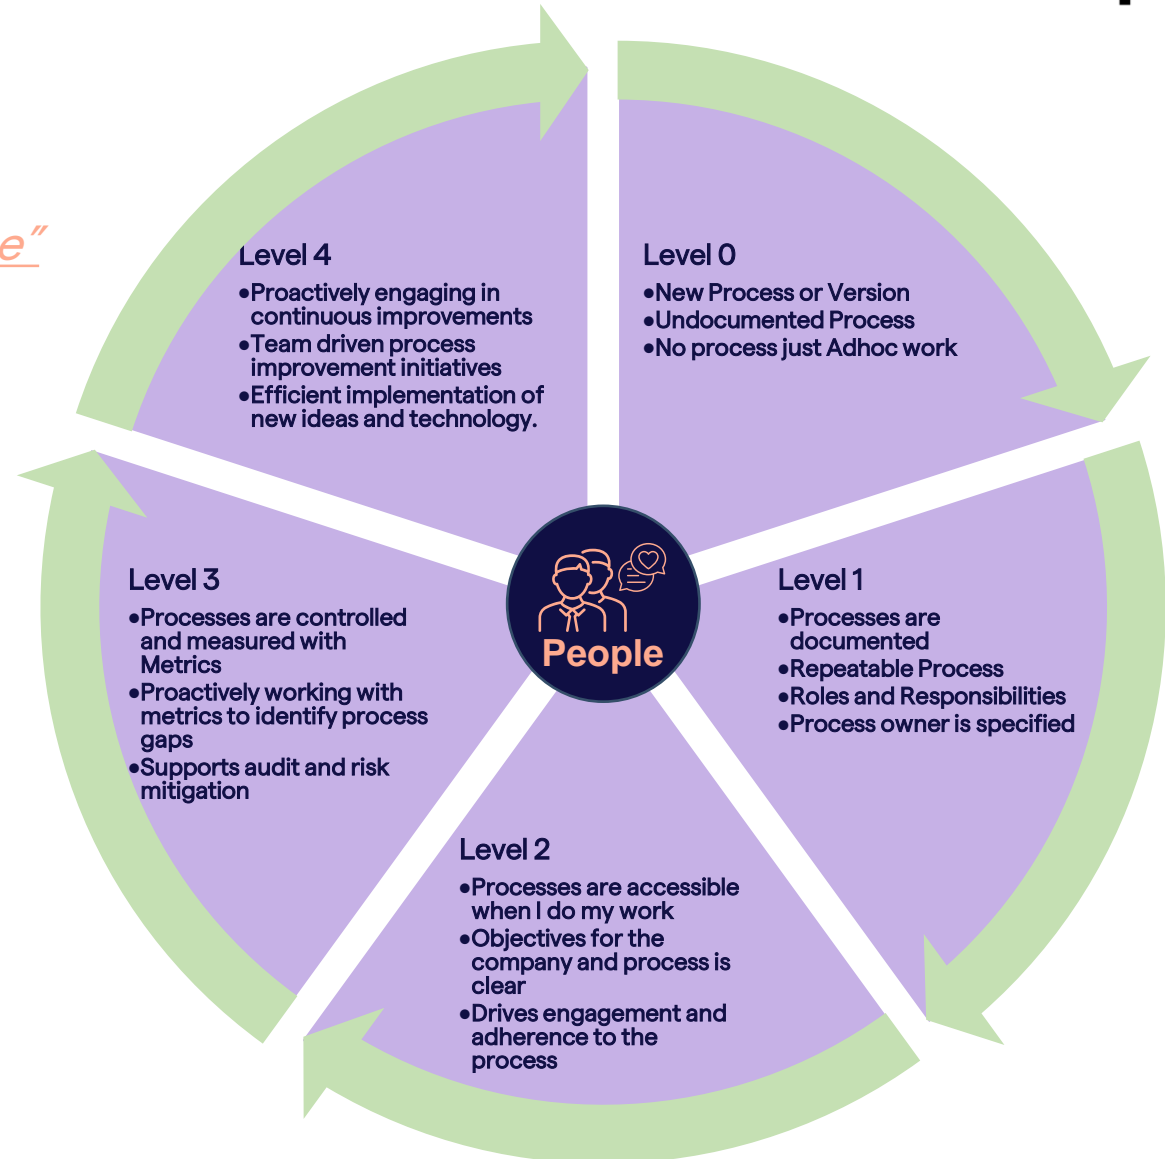 e”
Level 0
•New Process or Version
•Undocumented Process
•No process just Adhoc work
Level 1
•Processes are
documented
•Repeatable Process
•Roles and Responsibilities
•Process owner is specified
Level 2
•Processes are accessible
when I do my work
•Objectives for the
company and process is
clear
•Drives engagement and
adherence to the
process
Level 3
•Processes are controlled
and measured with
Metrics
•Proactively working with
metrics to identify process
gaps
•Supports audit and risk
mitigation
Level 4
•Proactively engaging in
continuous improvements
•Team driven process
improvement initiatives
•Efficient implementation of
new ideas and technology.
People